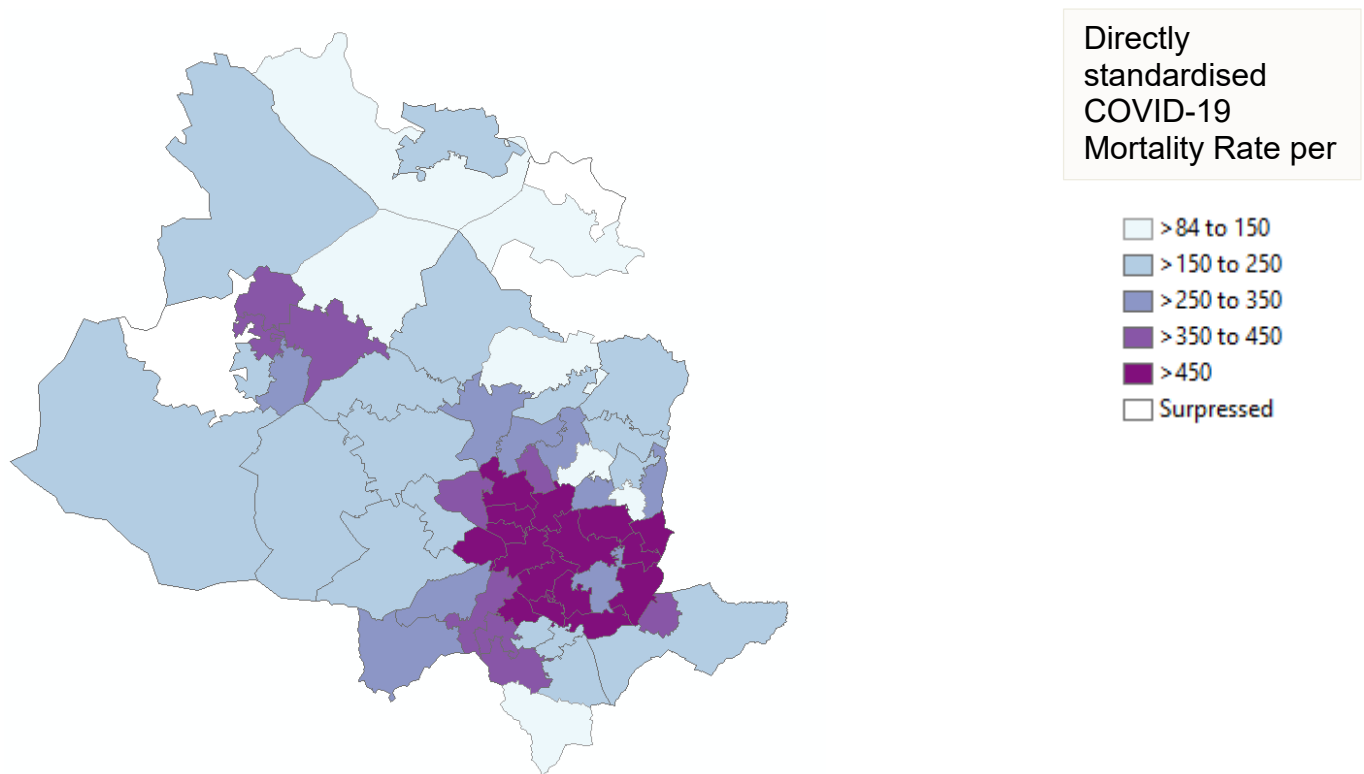 Directly
standardised
COVID-19
Mortality Rate per
>84 to 150
>150 to 250
>250 to 350
>350 to 450
>450
Surpressed